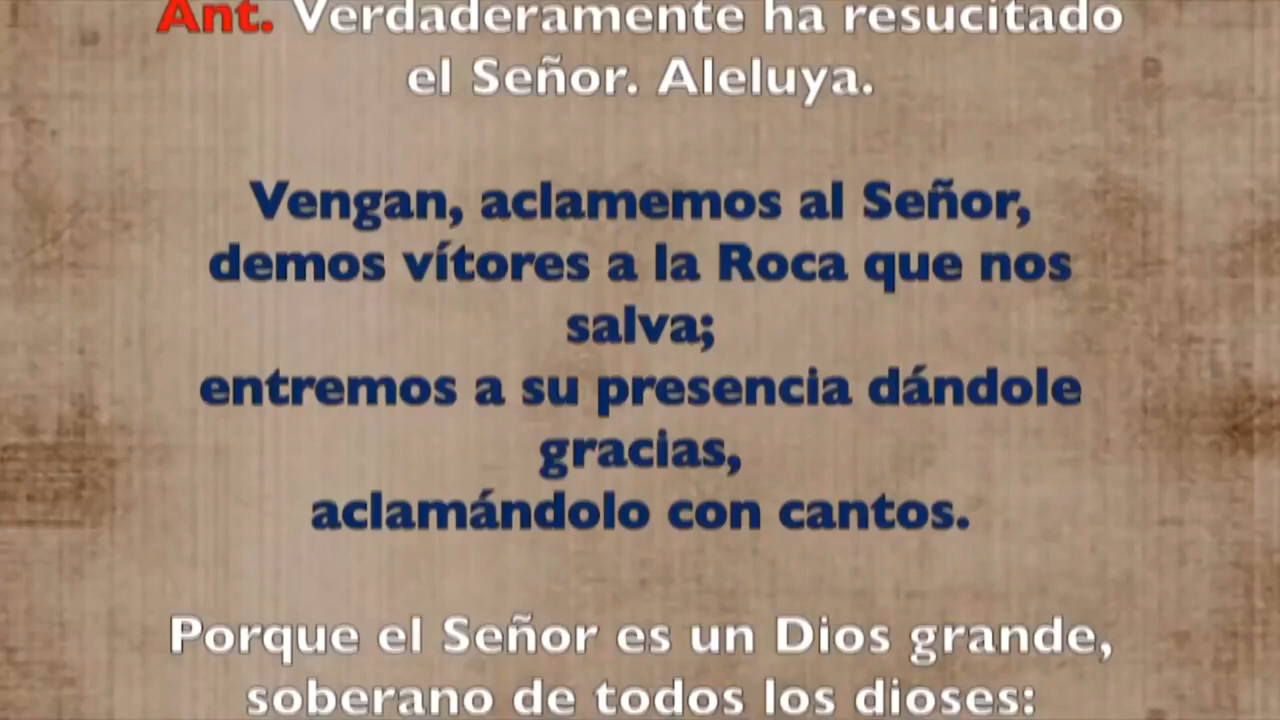 Ant. Verdaderamente ha resucitado
el Señor. Aleluya.
Vengan, aclamemos al Señor,
demos vítores a la Roca que nos
salva;
entremos a su presencia dándole
gracias,
aclamándolo con cantos.
Porque el Señor es un Dios grande,
soberano de todos los dioses: